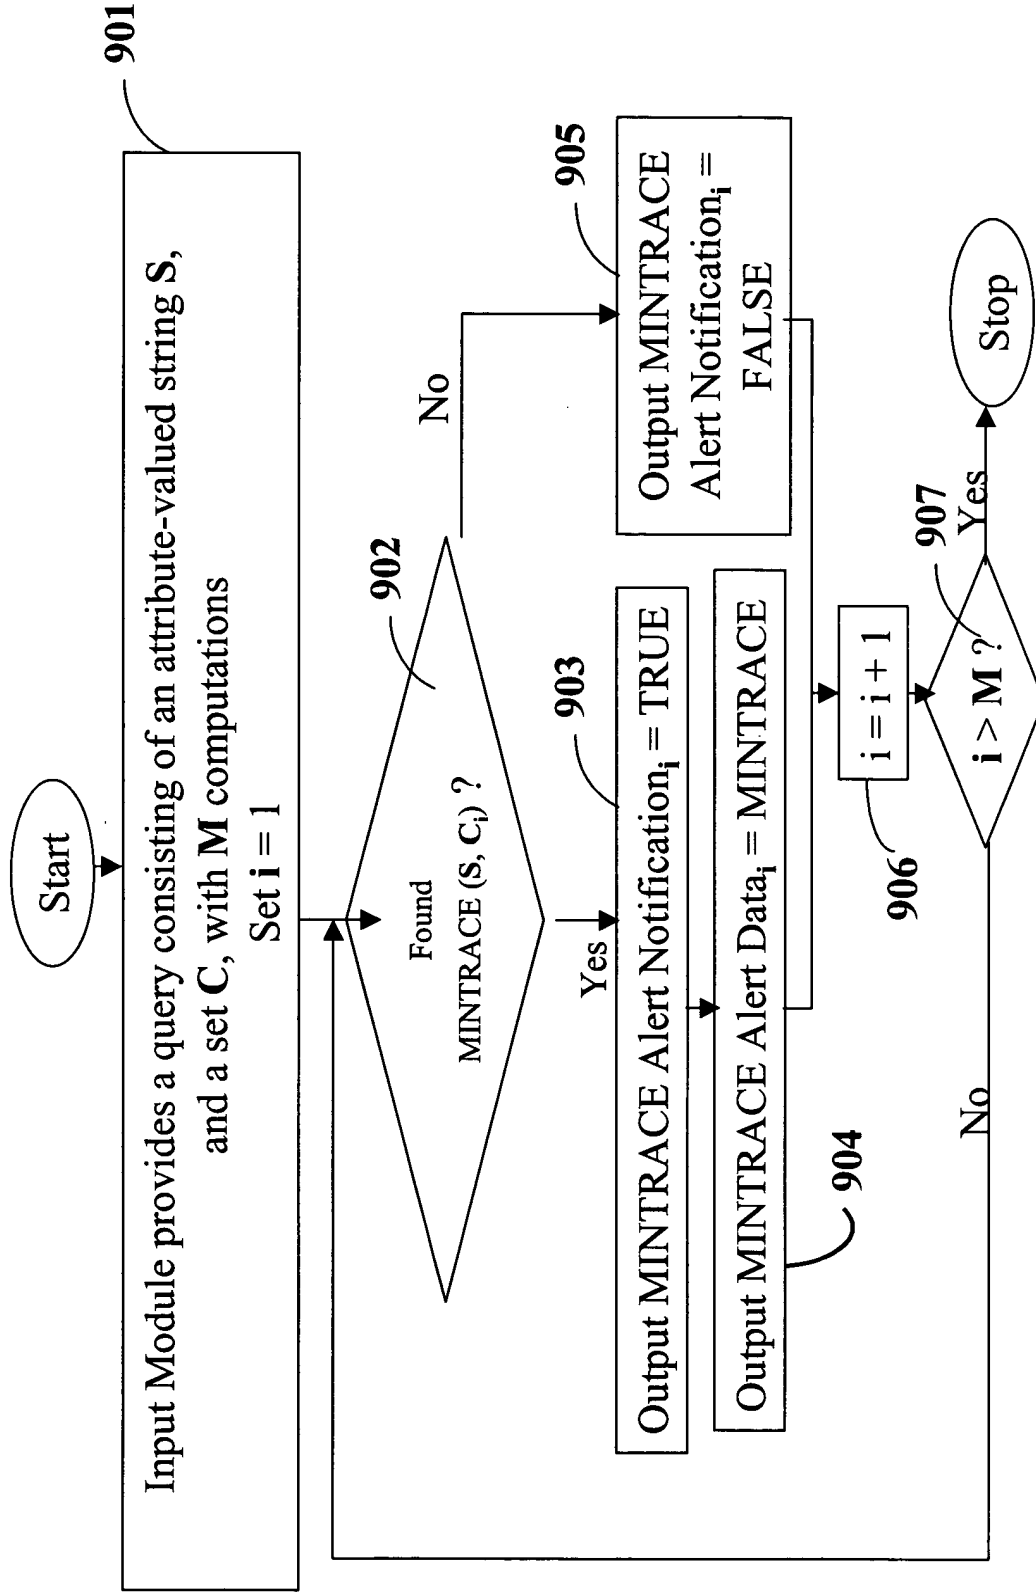 Start
901
Input Module provides a query consisting of an attribute-valued string S,
and a set C, with M computations
Set i = 1
902
Found
MINTRACE (S, Cᵢ) ?
No
Yes
903
Output MINTRACE Alert Notificationᵢ = TRUE
Output MINTRACE Alert Dataᵢ = MINTRACE
904
905
Output MINTRACE
Alert Notificationᵢ =
FALSE
906
i = i + 1
907
i > M ?
Yes
Stop
No